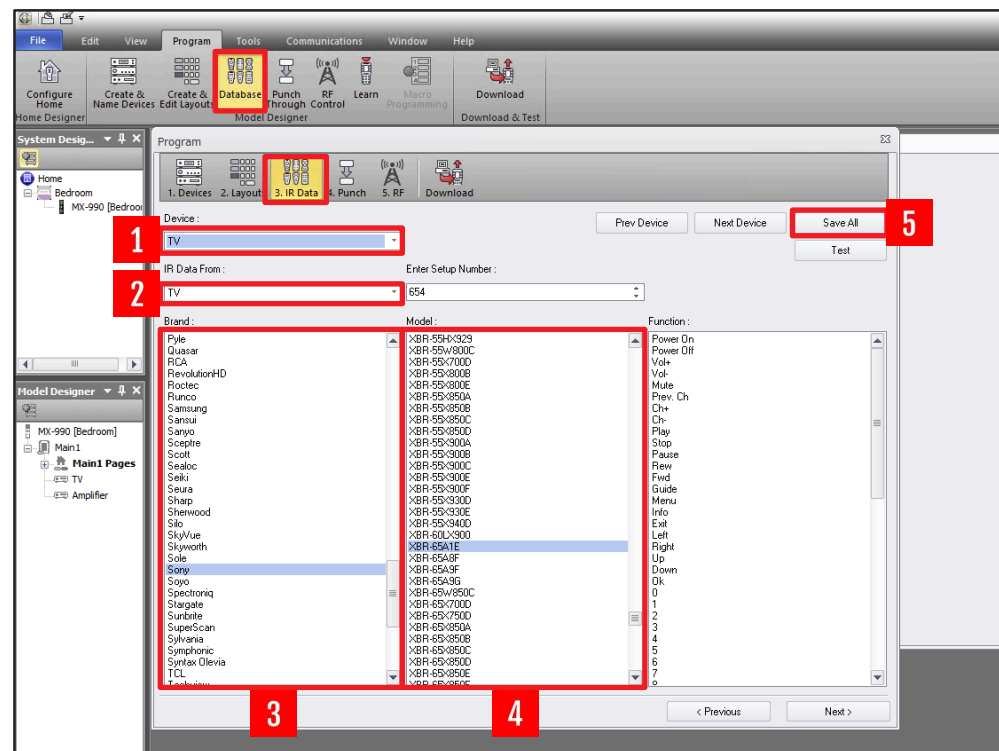 File Edit View Program Tools Communications Window Help
Configure Home
Create & Name Devices
Create & Edit Layouts
Database
Punch Through
RF Control
Learn
Macro Programming
Download
Home Designer
Model Designer
Download & Test
System Desig...
Home
Bedroom
MX-990 [Bedroo
Model Designer
MX-990 [Bedroom]
Main1
Main1 Pages
TV
Amplifier
Program
1. Devices 2. Layout 3. IR Data 4. Punch 5. RF Download
Device :
Prev Device Next Device Save All
5
1
TV
Test
IR Data From : Enter Setup Number :
2
TV 654
Brand : Model : Function :
Pyle
Quasar
RCA
RevolutionHD
Roctec
Runco
Samsung
Sansui
Sanyo
Sceptre
Scott
Sealoc
Seiki
Seura
Sharp
Sherwood
Silo
SkyVue
Skyworth
Sole
Sony
Soyo
Spectroniq
Stargate
Sunbrite
SuperScan
Sylvania
Symphonic
Syntax Olevia
TCL
XBR-55HX929
XBR-55W800C
XBR-55X700D
XBR-55X800B
XBR-55X800E
XBR-55X850A
XBR-55X850B
XBR-55X850C
XBR-55X850D
XBR-55X900A
XBR-55X900B
XBR-55X900C
XBR-55X900E
XBR-55X900F
XBR-55X930D
XBR-55X930E
XBR-55X940D
XBR-60LX900
XBR-65A1E
XBR-65A8F
XBR-65A9F
XBR-65A9G
XBR-65W850C
XBR-65X700D
XBR-65X750D
XBR-65X850A
XBR-65X850B
XBR-65X850C
XBR-65X850D
XBR-65X850E
Power On
Power Off
Vol+
Vol-
Mute
Prev. Ch
Ch+
Ch-
Play
Stop
Pause
Rew
Fwd
Guide
Menu
Info
Exit
Left
Right
Up
Down
Ok
0
1
2
3
4
5
6
7
3
4
< Previous Next >